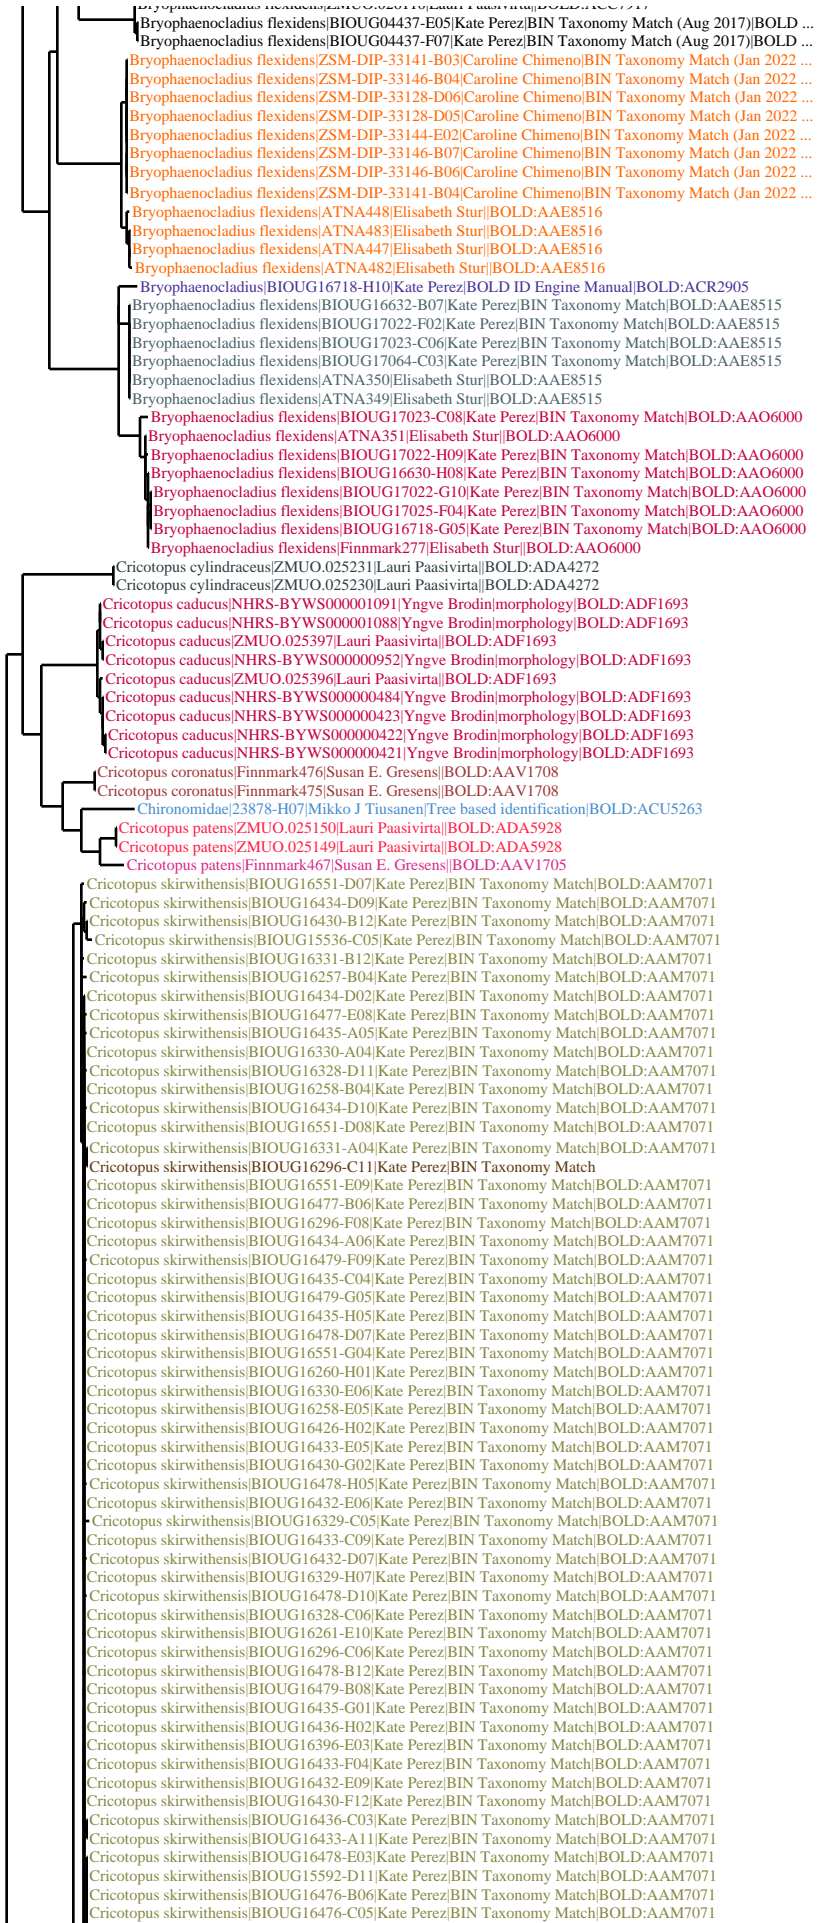 Bryophaenocladius flexidens|ZMUO.026110|Lauri Paasivirta||BOLD:ACC7917
Bryophaenocladius flexidens|BIOUG04437-E05|Kate Perez|BIN Taxonomy Match (Aug 2017)|BOLD ...
Bryophaenocladius flexidens|BIOUG04437-F07|Kate Perez|BIN Taxonomy Match (Aug 2017)|BOLD ...
Bryophaenocladius flexidens|ZSM-DIP-33141-B03|Caroline Chimeno|BIN Taxonomy Match (Jan 2022 ...
Bryophaenocladius flexidens|ZSM-DIP-33146-B04|Caroline Chimeno|BIN Taxonomy Match (Jan 2022 ...
Bryophaenocladius flexidens|ZSM-DIP-33128-D06|Caroline Chimeno|BIN Taxonomy Match (Jan 2022 ...
Bryophaenocladius flexidens|ZSM-DIP-33128-D05|Caroline Chimeno|BIN Taxonomy Match (Jan 2022 ...
Bryophaenocladius flexidens|ZSM-DIP-33144-E02|Caroline Chimeno|BIN Taxonomy Match (Jan 2022 ...
Bryophaenocladius flexidens|ZSM-DIP-33146-B07|Caroline Chimeno|BIN Taxonomy Match (Jan 2022 ...
Bryophaenocladius flexidens|ZSM-DIP-33146-B06|Caroline Chimeno|BIN Taxonomy Match (Jan 2022 ...
Bryophaenocladius flexidens|ZSM-DIP-33141-B04|Caroline Chimeno|BIN Taxonomy Match (Jan 2022 ...
Bryophaenocladius flexidens|ATNA448|Elisabeth Stur||BOLD:AAE8516
Bryophaenocladius flexidens|ATNA483|Elisabeth Stur||BOLD:AAE8516
Bryophaenocladius flexidens|ATNA447|Elisabeth Stur||BOLD:AAE8516
Bryophaenocladius flexidens|ATNA482|Elisabeth Stur||BOLD:AAE8516
Bryophaenocladius|BIOUG16718-H10|Kate Perez|BOLD ID Engine Manual|BOLD:ACR2905
Bryophaenocladius flexidens|BIOUG16632-B07|Kate Perez|BIN Taxonomy Match|BOLD:AAE8515
Bryophaenocladius flexidens|BIOUG17022-F02|Kate Perez|BIN Taxonomy Match|BOLD:AAE8515
Bryophaenocladius flexidens|BIOUG17023-C06|Kate Perez|BIN Taxonomy Match|BOLD:AAE8515
Bryophaenocladius flexidens|BIOUG17064-C03|Kate Perez|BIN Taxonomy Match|BOLD:AAE8515
Bryophaenocladius flexidens|ATNA350|Elisabeth Stur||BOLD:AAE8515
Bryophaenocladius flexidens|ATNA349|Elisabeth Stur||BOLD:AAE8515
Bryophaenocladius flexidens|BIOUG17023-C08|Kate Perez|BIN Taxonomy Match|BOLD:AAO6000
Bryophaenocladius flexidens|ATNA351|Elisabeth Stur||BOLD:AAO6000
Bryophaenocladius flexidens|BIOUG17022-H09|Kate Perez|BIN Taxonomy Match|BOLD:AAO6000
Bryophaenocladius flexidens|BIOUG16630-H08|Kate Perez|BIN Taxonomy Match|BOLD:AAO6000
Bryophaenocladius flexidens|BIOUG17022-G10|Kate Perez|BIN Taxonomy Match|BOLD:AAO6000
Bryophaenocladius flexidens|BIOUG17025-F04|Kate Perez|BIN Taxonomy Match|BOLD:AAO6000
Bryophaenocladius flexidens|BIOUG16718-G05|Kate Perez|BIN Taxonomy Match|BOLD:AAO6000
Bryophaenocladius flexidens|Finnmark277|Elisabeth Stur||BOLD:AAO6000
Cricotopus cylindraceus|ZMUO.025231|Lauri Paasivirta||BOLD:ADA4272
Cricotopus cylindraceus|ZMUO.025230|Lauri Paasivirta||BOLD:ADA4272
Cricotopus caducus|NHRS-BYWS000001091|Yngve Brodin|morphology|BOLD:ADF1693
Cricotopus caducus|NHRS-BYWS000001088|Yngve Brodin|morphology|BOLD:ADF1693
Cricotopus caducus|ZMUO.025397|Lauri Paasivirta||BOLD:ADF1693
Cricotopus caducus|NHRS-BYWS000000952|Yngve Brodin|morphology|BOLD:ADF1693
Cricotopus caducus|ZMUO.025396|Lauri Paasivirta||BOLD:ADF1693
Cricotopus caducus|NHRS-BYWS000000484|Yngve Brodin|morphology|BOLD:ADF1693
Cricotopus caducus|NHRS-BYWS000000423|Yngve Brodin|morphology|BOLD:ADF1693
Cricotopus caducus|NHRS-BYWS000000422|Yngve Brodin|morphology|BOLD:ADF1693
Cricotopus caducus|NHRS-BYWS000000421|Yngve Brodin|morphology|BOLD:ADF1693
Cricotopus coronatus|Finnmark476|Susan E. Gresens||BOLD:AAV1708
Cricotopus coronatus|Finnmark475|Susan E. Gresens||BOLD:AAV1708
Chironomidae|23878-H07|Mikko J Tiusanen|Tree based identification|BOLD:ACU5263
Cricotopus patens|ZMUO.025150|Lauri Paasivirta||BOLD:ADA5928
Cricotopus patens|ZMUO.025149|Lauri Paasivirta||BOLD:ADA5928
Cricotopus patens|Finnmark467|Susan E. Gresens||BOLD:AAV1705
Cricotopus skirwithensis|BIOUG16551-D07|Kate Perez|BIN Taxonomy Match|BOLD:AAM7071
Cricotopus skirwithensis|BIOUG16434-D09|Kate Perez|BIN Taxonomy Match|BOLD:AAM7071
Cricotopus skirwithensis|BIOUG16430-B12|Kate Perez|BIN Taxonomy Match|BOLD:AAM7071
Cricotopus skirwithensis|BIOUG15536-C05|Kate Perez|BIN Taxonomy Match|BOLD:AAM7071
Cricotopus skirwithensis|BIOUG16331-B12|Kate Perez|BIN Taxonomy Match|BOLD:AAM7071
Cricotopus skirwithensis|BIOUG16257-B04|Kate Perez|BIN Taxonomy Match|BOLD:AAM7071
Cricotopus skirwithensis|BIOUG16434-D02|Kate Perez|BIN Taxonomy Match|BOLD:AAM7071
Cricotopus skirwithensis|BIOUG16477-E08|Kate Perez|BIN Taxonomy Match|BOLD:AAM7071
Cricotopus skirwithensis|BIOUG16435-A05|Kate Perez|BIN Taxonomy Match|BOLD:AAM7071
Cricotopus skirwithensis|BIOUG16330-A04|Kate Perez|BIN Taxonomy Match|BOLD:AAM7071
Cricotopus skirwithensis|BIOUG16328-D11|Kate Perez|BIN Taxonomy Match|BOLD:AAM7071
Cricotopus skirwithensis|BIOUG16258-B04|Kate Perez|BIN Taxonomy Match|BOLD:AAM7071
Cricotopus skirwithensis|BIOUG16434-D10|Kate Perez|BIN Taxonomy Match|BOLD:AAM7071
Cricotopus skirwithensis|BIOUG16551-D08|Kate Perez|BIN Taxonomy Match|BOLD:AAM7071
Cricotopus skirwithensis|BIOUG16331-A04|Kate Perez|BIN Taxonomy Match|BOLD:AAM7071
Cricotopus skirwithensis|BIOUG16296-C11|Kate Perez|BIN Taxonomy Match
Cricotopus skirwithensis|BIOUG16551-E09|Kate Perez|BIN Taxonomy Match|BOLD:AAM7071
Cricotopus skirwithensis|BIOUG16477-B06|Kate Perez|BIN Taxonomy Match|BOLD:AAM7071
Cricotopus skirwithensis|BIOUG16296-F08|Kate Perez|BIN Taxonomy Match|BOLD:AAM7071
Cricotopus skirwithensis|BIOUG16434-A06|Kate Perez|BIN Taxonomy Match|BOLD:AAM7071
Cricotopus skirwithensis|BIOUG16479-F09|Kate Perez|BIN Taxonomy Match|BOLD:AAM7071
Cricotopus skirwithensis|BIOUG16435-C04|Kate Perez|BIN Taxonomy Match|BOLD:AAM7071
Cricotopus skirwithensis|BIOUG16479-G05|Kate Perez|BIN Taxonomy Match|BOLD:AAM7071
Cricotopus skirwithensis|BIOUG16435-H05|Kate Perez|BIN Taxonomy Match|BOLD:AAM7071
Cricotopus skirwithensis|BIOUG16478-D07|Kate Perez|BIN Taxonomy Match|BOLD:AAM7071
Cricotopus skirwithensis|BIOUG16551-G04|Kate Perez|BIN Taxonomy Match|BOLD:AAM7071
Cricotopus skirwithensis|BIOUG16260-H01|Kate Perez|BIN Taxonomy Match|BOLD:AAM7071
Cricotopus skirwithensis|BIOUG16330-E06|Kate Perez|BIN Taxonomy Match|BOLD:AAM7071
Cricotopus skirwithensis|BIOUG16258-E05|Kate Perez|BIN Taxonomy Match|BOLD:AAM7071
Cricotopus skirwithensis|BIOUG16426-H02|Kate Perez|BIN Taxonomy Match|BOLD:AAM7071
Cricotopus skirwithensis|BIOUG16433-E05|Kate Perez|BIN Taxonomy Match|BOLD:AAM7071
Cricotopus skirwithensis|BIOUG16430-G02|Kate Perez|BIN Taxonomy Match|BOLD:AAM7071
Cricotopus skirwithensis|BIOUG16478-H05|Kate Perez|BIN Taxonomy Match|BOLD:AAM7071
Cricotopus skirwithensis|BIOUG16432-E06|Kate Perez|BIN Taxonomy Match|BOLD:AAM7071
Cricotopus skirwithensis|BIOUG16329-C05|Kate Perez|BIN Taxonomy Match|BOLD:AAM7071
Cricotopus skirwithensis|BIOUG16433-C09|Kate Perez|BIN Taxonomy Match|BOLD:AAM7071
Cricotopus skirwithensis|BIOUG16432-D07|Kate Perez|BIN Taxonomy Match|BOLD:AAM7071
Cricotopus skirwithensis|BIOUG16329-H07|Kate Perez|BIN Taxonomy Match|BOLD:AAM7071
Cricotopus skirwithensis|BIOUG16478-D10|Kate Perez|BIN Taxonomy Match|BOLD:AAM7071
Cricotopus skirwithensis|BIOUG16328-C06|Kate Perez|BIN Taxonomy Match|BOLD:AAM7071
Cricotopus skirwithensis|BIOUG16261-E10|Kate Perez|BIN Taxonomy Match|BOLD:AAM7071
Cricotopus skirwithensis|BIOUG16296-C06|Kate Perez|BIN Taxonomy Match|BOLD:AAM7071
Cricotopus skirwithensis|BIOUG16478-B12|Kate Perez|BIN Taxonomy Match|BOLD:AAM7071
Cricotopus skirwithensis|BIOUG16479-B08|Kate Perez|BIN Taxonomy Match|BOLD:AAM7071
Cricotopus skirwithensis|BIOUG16435-G01|Kate Perez|BIN Taxonomy Match|BOLD:AAM7071
Cricotopus skirwithensis|BIOUG16436-H02|Kate Perez|BIN Taxonomy Match|BOLD:AAM7071
Cricotopus skirwithensis|BIOUG16396-E03|Kate Perez|BIN Taxonomy Match|BOLD:AAM7071
Cricotopus skirwithensis|BIOUG16433-F04|Kate Perez|BIN Taxonomy Match|BOLD:AAM7071
Cricotopus skirwithensis|BIOUG16432-E09|Kate Perez|BIN Taxonomy Match|BOLD:AAM7071
Cricotopus skirwithensis|BIOUG16430-F12|Kate Perez|BIN Taxonomy Match|BOLD:AAM7071
Cricotopus skirwithensis|BIOUG16436-C03|Kate Perez|BIN Taxonomy Match|BOLD:AAM7071
Cricotopus skirwithensis|BIOUG16433-A11|Kate Perez|BIN Taxonomy Match|BOLD:AAM7071
Cricotopus skirwithensis|BIOUG16478-E03|Kate Perez|BIN Taxonomy Match|BOLD:AAM7071
Cricotopus skirwithensis|BIOUG15592-D11|Kate Perez|BIN Taxonomy Match|BOLD:AAM7071
Cricotopus skirwithensis|BIOUG16476-B06|Kate Perez|BIN Taxonomy Match|BOLD:AAM7071
Cricotopus skirwithensis|BIOUG16476-C05|Kate Perez|BIN Taxonomy Match|BOLD:AAM7071